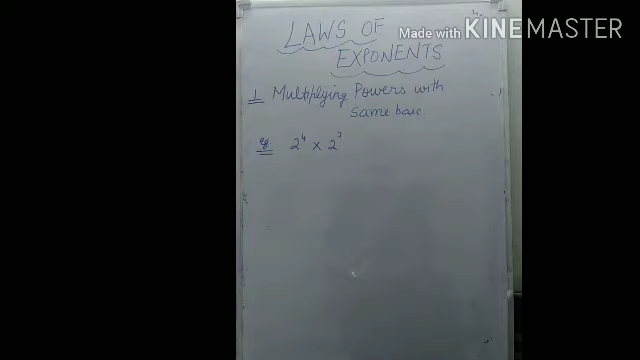 LAWS OF
EXPONENTS
Made with KINEMASTER
1 Multiplying Powers with
same base.
eg 2⁴ × 2³